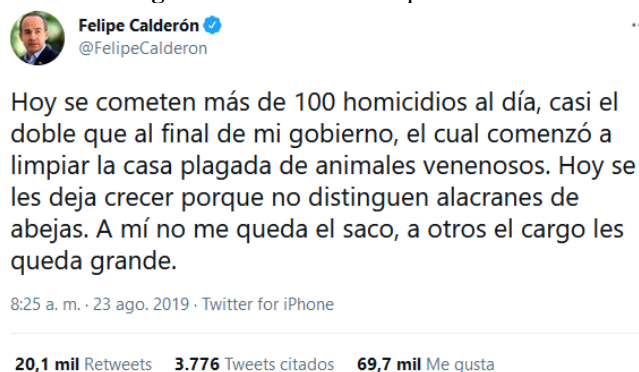 Felipe Calderón
@FelipeCalderon
Hoy se cometen más de 100 homicidios al día, casi el
doble que al final de mi gobierno, el cual comenzó a
limpiar la casa plagada de animales venenosos. Hoy se
les deja crecer porque no distinguen alacranes de
abejas. A mí no me queda el saco, a otros el cargo les
queda grande.
8:25 a. m. · 23 ago. 2019 · Twitter for iPhone
20,1 mil Retweets 3.776 Tweets citados 69,7 mil Me gusta